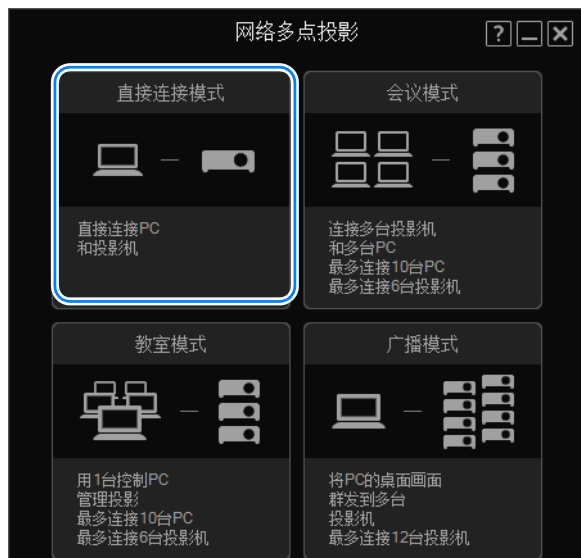 网络多点投影
?
直接连接模式
直接连接PC
和投影机
会议模式
连接多台投影机
和多台PC
最多连接10台PC
最多连接6台投影机
教室模式
用1台控制PC
管理投影
最多连接10台PC
最多连接6台投影机
广播模式
将PC的桌面画面
群发到多台
投影机
最多连接12台投影机